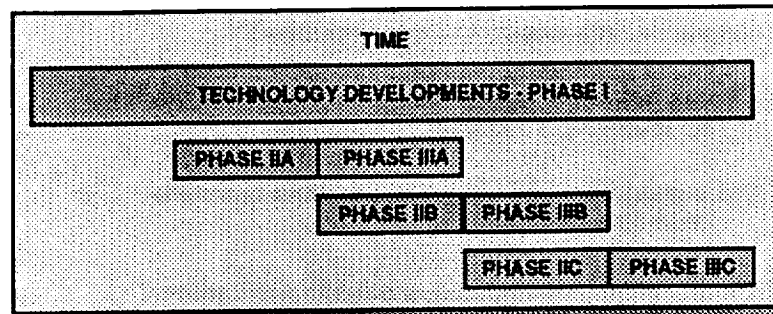 TIME
TECHNOLOGY DEVELOPMENTS - PHASE I
PHASE IIA PHASE IIIA
PHASE IIB PHASE IIIB
PHASE IIC PHASE IIIC